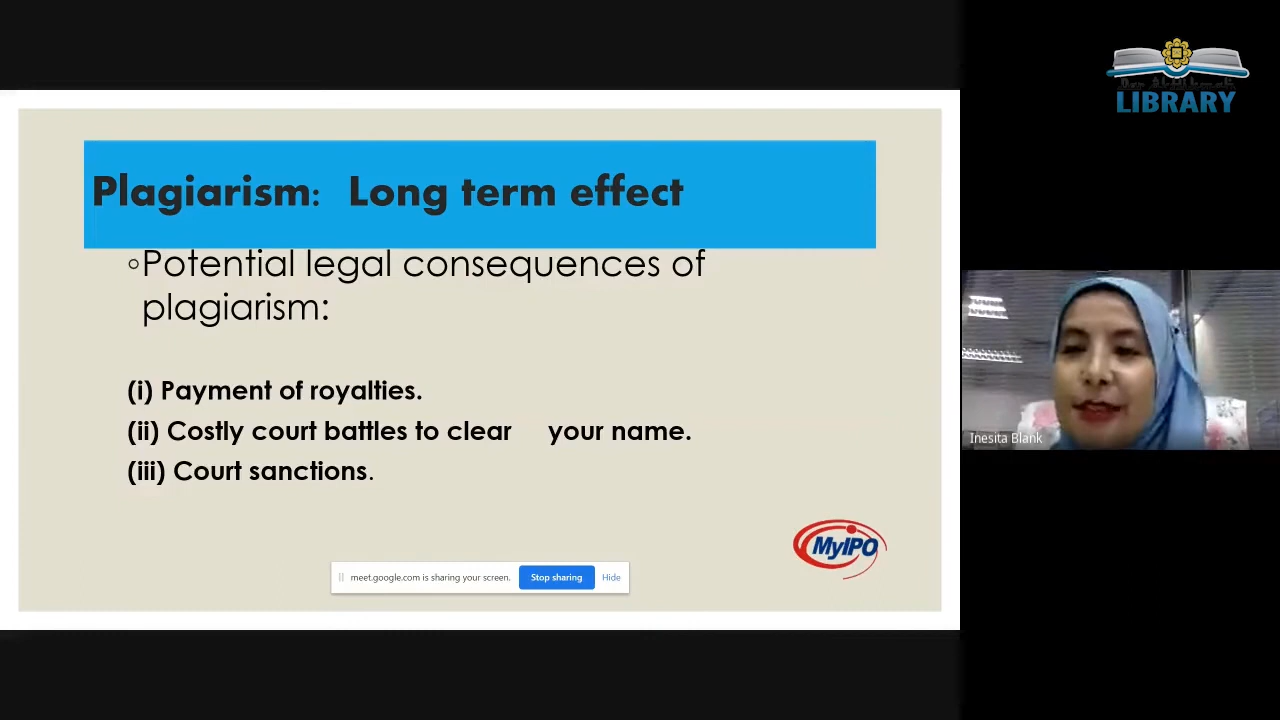 LIBRARY
Plagiarism: Long term effect
◦Potential legal consequences of
plagiarism:
(i) Payment of royalties.
(ii) Costly court battles to clear your name.
(iii) Court sanctions.
Inesita Blank
MyIPO
meet.google.com is sharing your screen. Stop sharing Hide